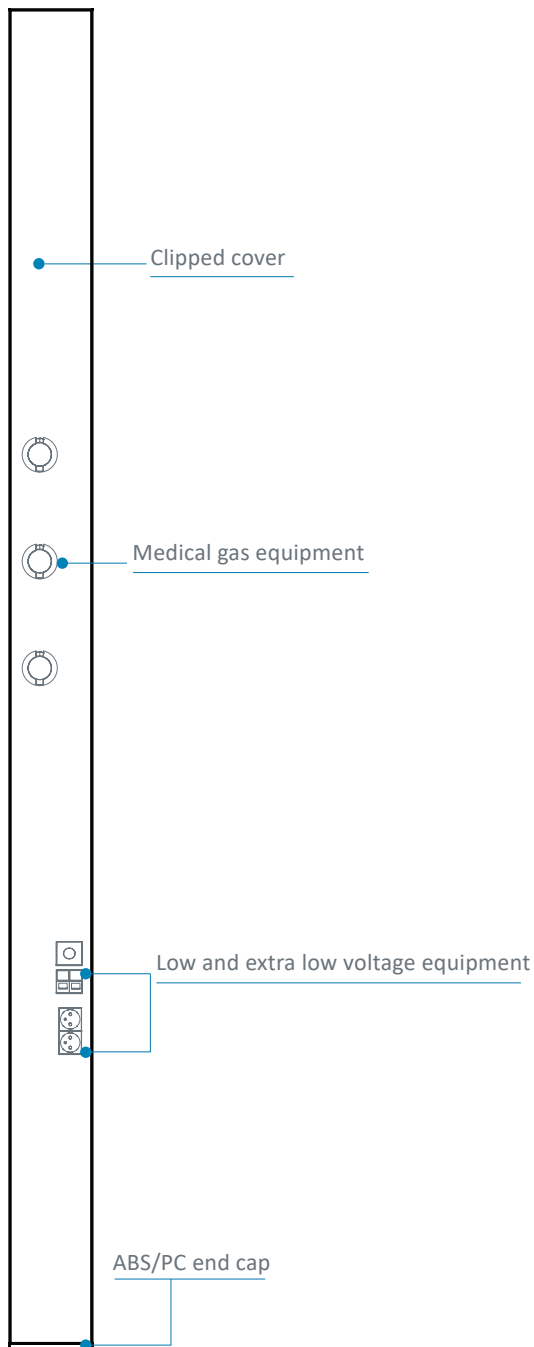 Clipped cover
Medical gas equipment
Low and extra low voltage equipment
ABS/PC end cap